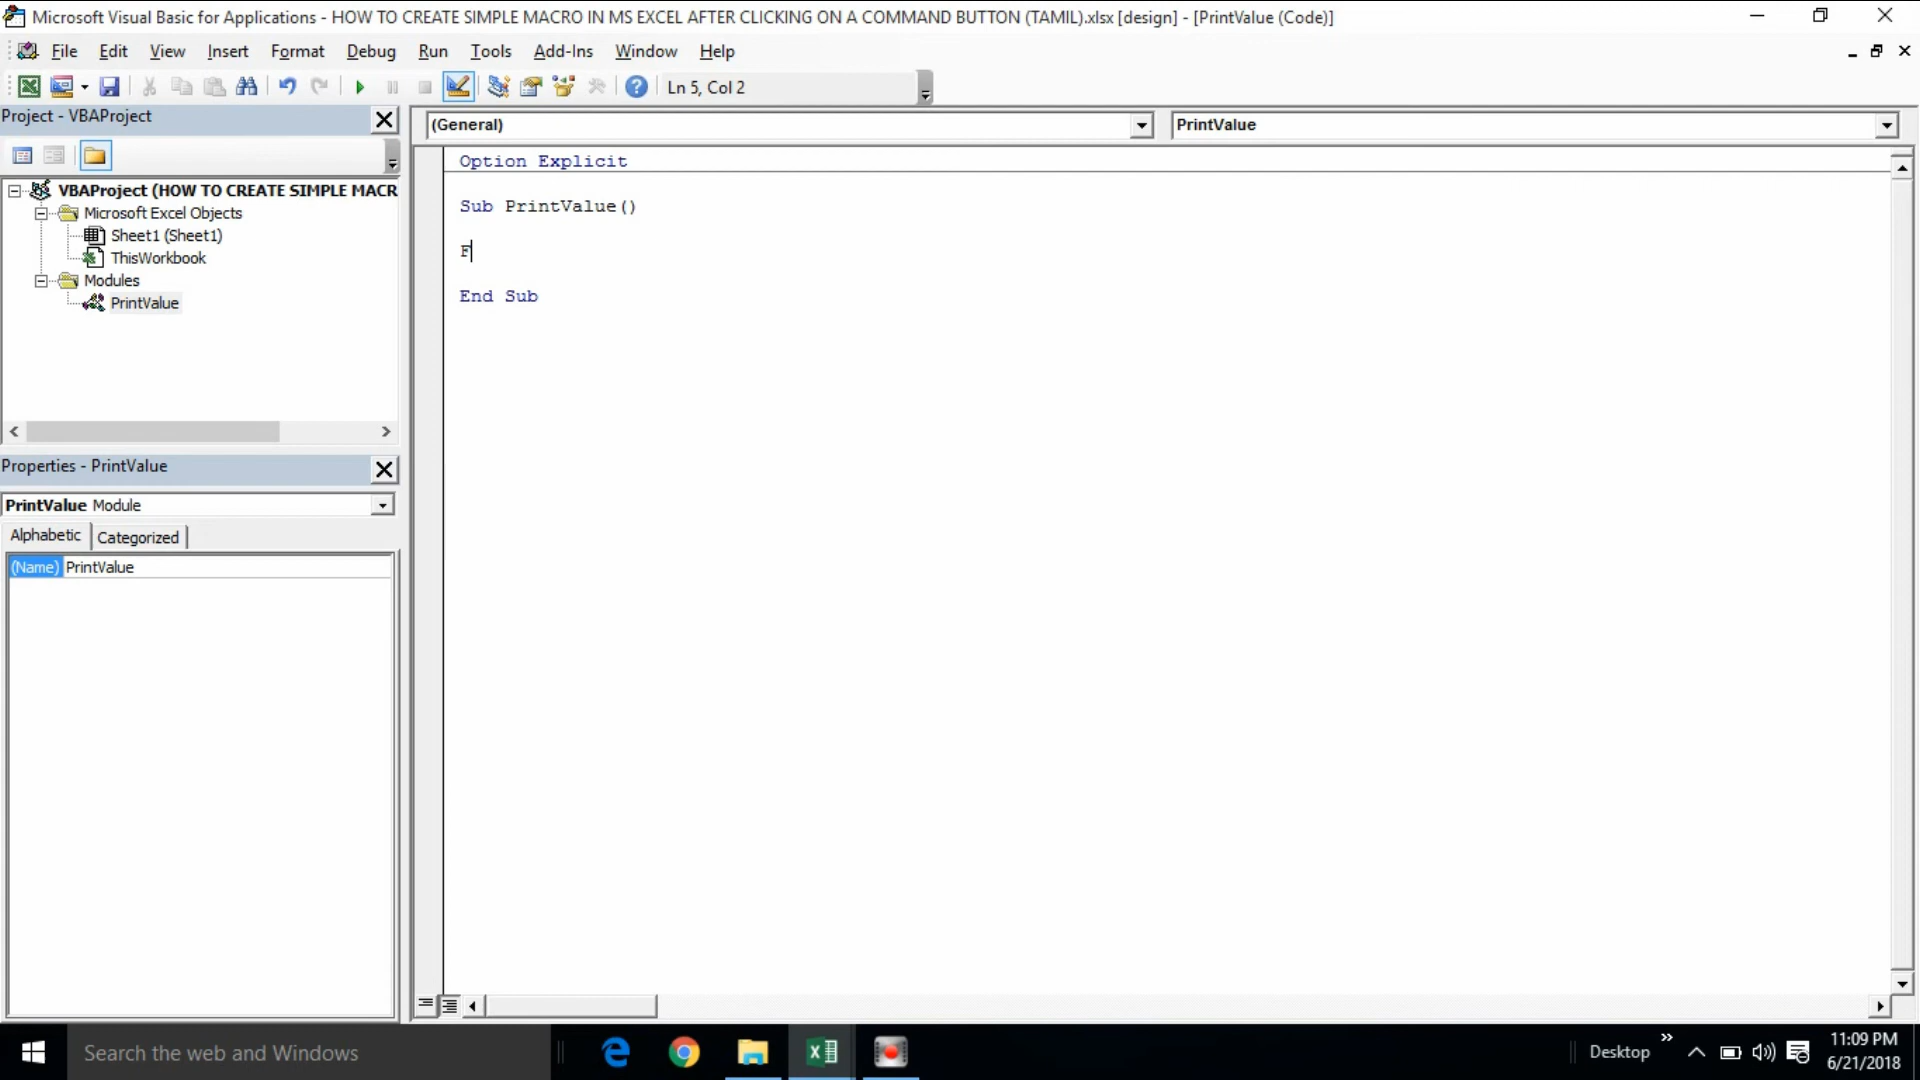 Microsoft Visual Basic for Applications - HOW TO CREATE SIMPLE MACRO IN MS EXCEL AFTER CLICKING ON A COMMAND BUTTON (TAMIL).xlsx [design] - [PrintValue (Code)]
File Edit View Insert Format Debug Run Tools Add-Ins Window Help
Ln 5, Col 2
Project - VBAProject
(General) PrintValue
Option Explicit
VBAProject (HOW TO CREATE SIMPLE MACR
Microsoft Excel Objects
Sheet1 (Sheet1)
ThisWorkbook
Modules
PrintValue
Sub PrintValue()
F
End Sub
Properties - PrintValue
PrintValue Module
Alphabetic Categorized
(Name) PrintValue
Search the web and Windows
Desktop
11:09 PM
6/21/2018